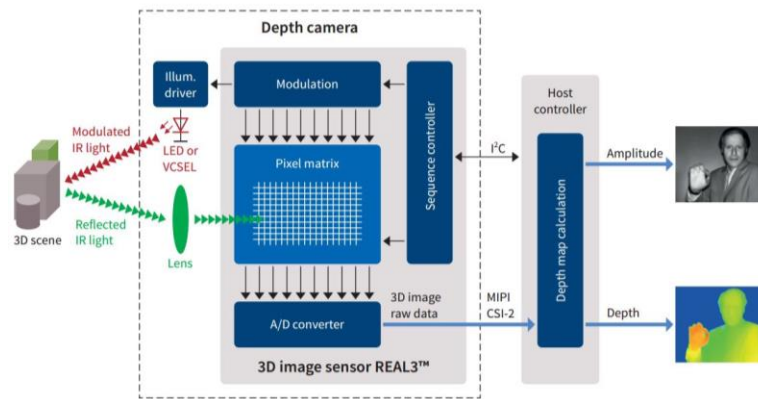 Depth camera
Illum.
driver
Modulation
Modulated
IR light
LED or
VCSEL
Pixel matrix
Sequence controller
3D scene
Reflected
IR light
Lens
A/D converter
3D image
raw data
3D image sensor REAL3™
I²C
MIPI
CSI-2
Host
controller
Depth map calculation
Amplitude
Depth